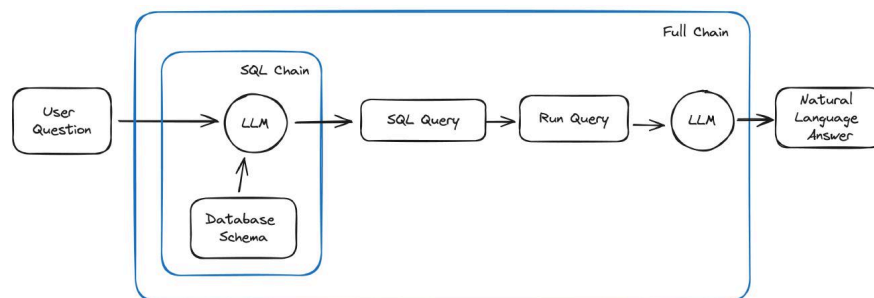 Full Chain
SQL Chain
User
Question
LLM
SQL Query
Run Query
LLM
Natural
Language
Answer
Database
Schema